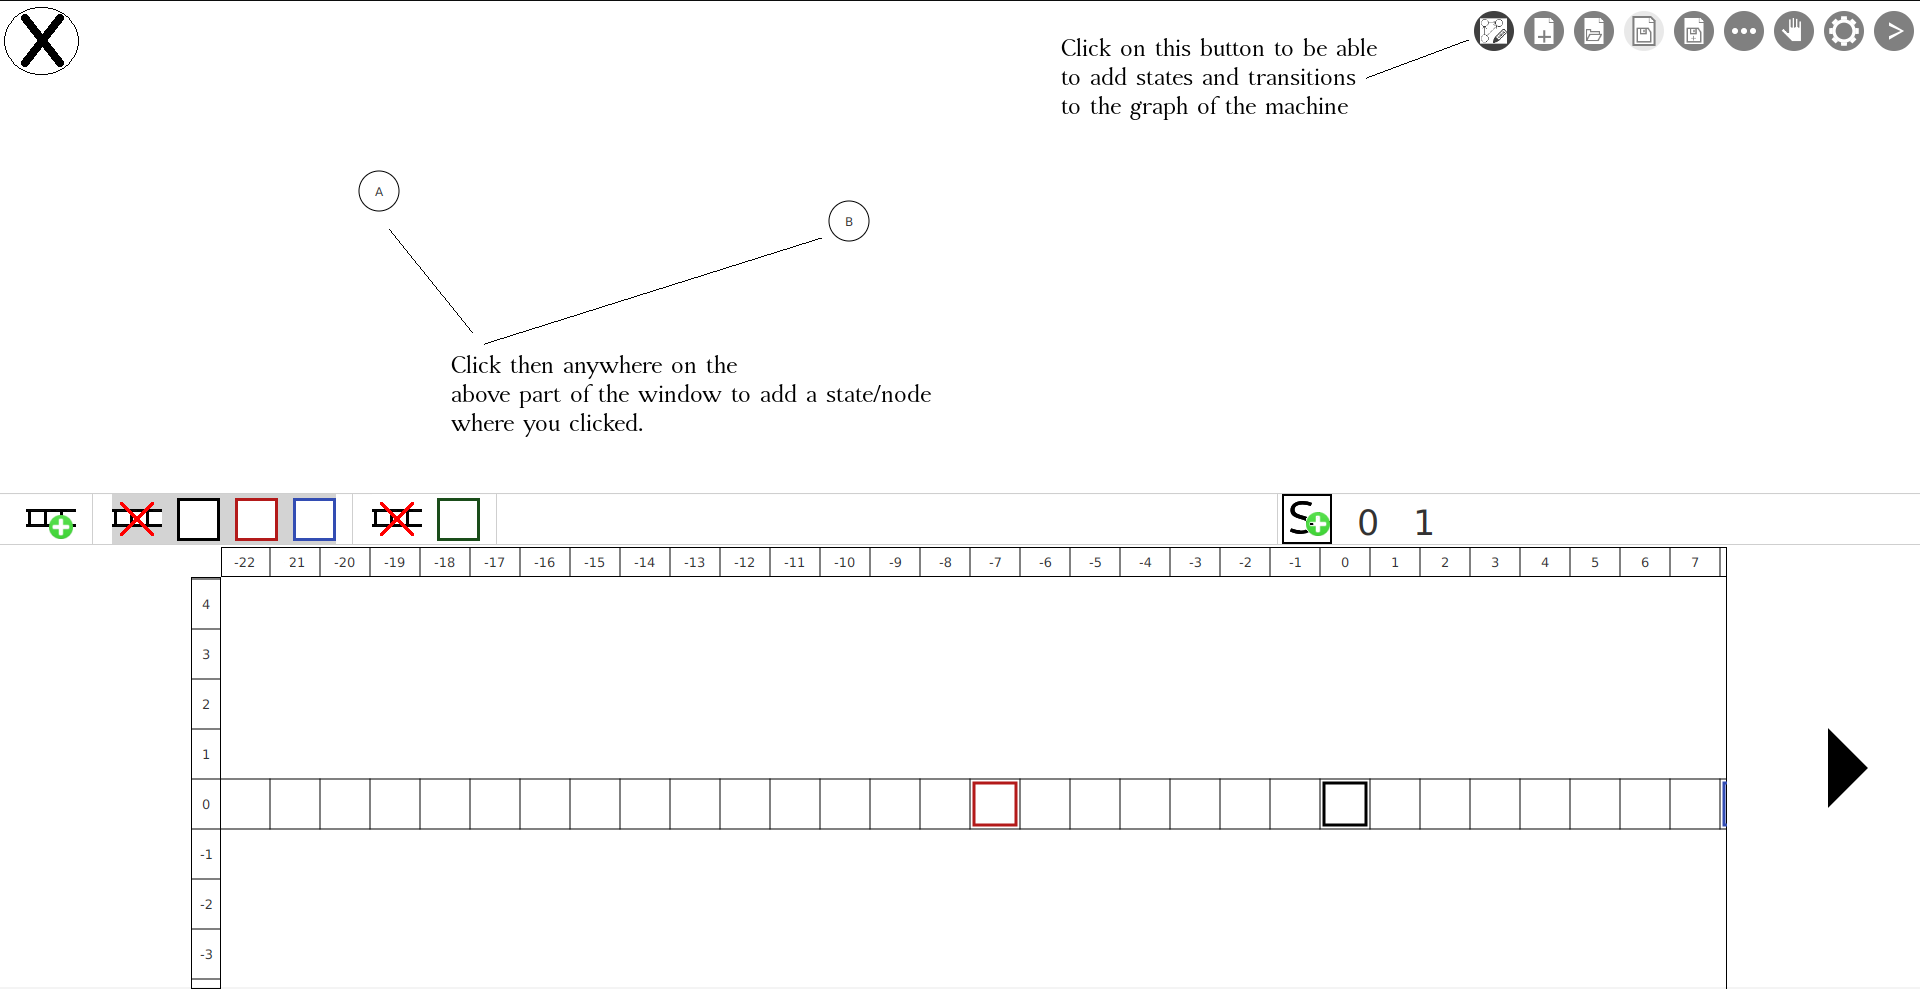 X
Click on this button to be able
to add states and transitions
to the graph of the machine
>
A
B
Click then anywhere on the
above part of the window to add a state/node
where you clicked.
S 0 1
-22 21 -20 -19 -18 -17 -16 -15 -14 -13 -12 -11 -10 -9 -8 -7 -6 -5 -4 -3 -2 -1 0 1 2 3 4 5 6 7
4
3
2
1
0
-1
-2
-3